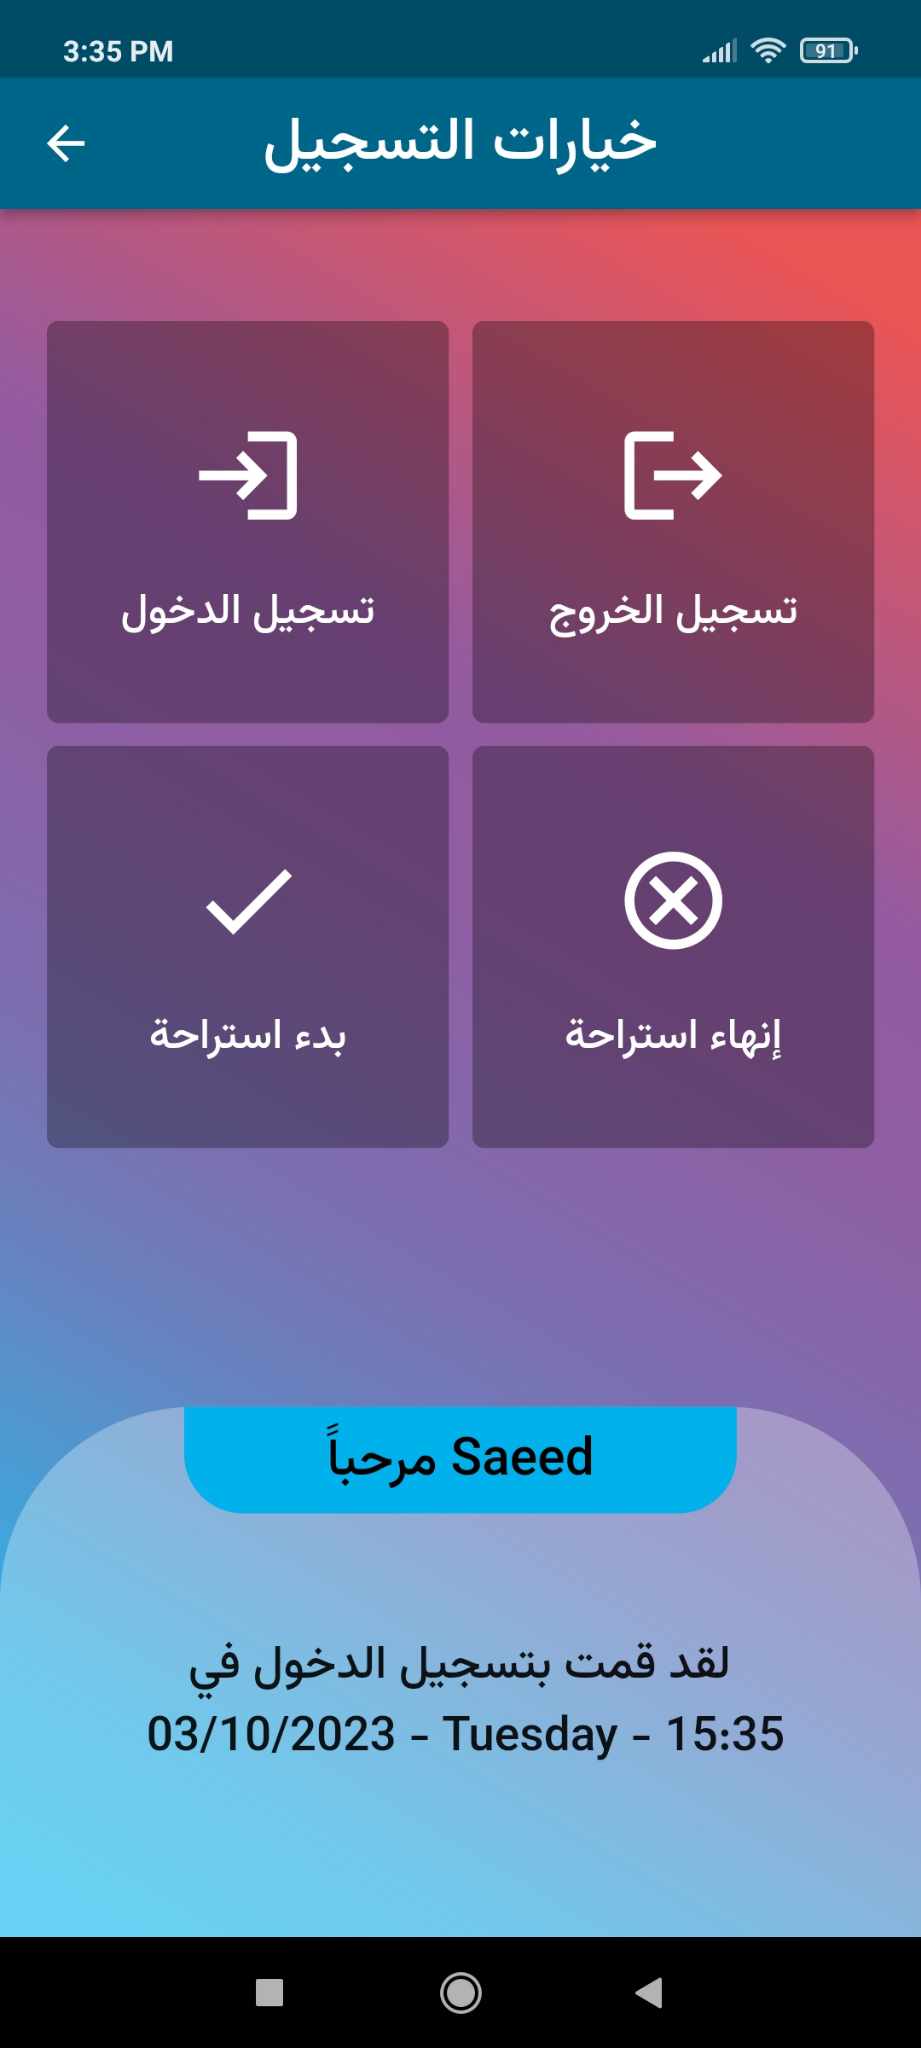 3:35 PM
91
خيارات التسجيل
تسجيل الدخول
تسجيل الخروج
بدء استراحة
إنهاء استراحة
مرحباً Saeed
لقد قمت بتسجيل الدخول في
03/10/2023 - Tuesday - 15:35